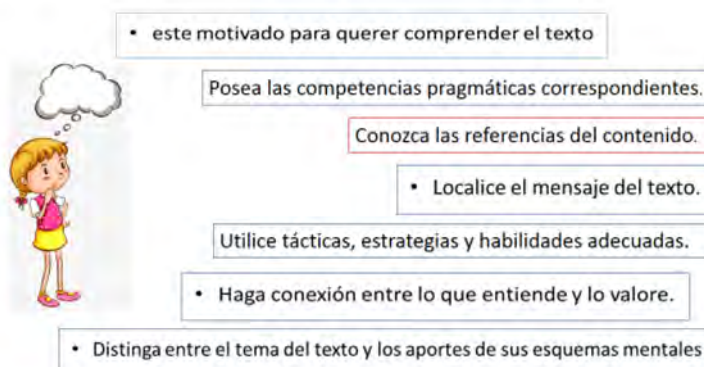 • este motivado para querer comprender el texto
Posea las competencias pragmáticas correspondientes.
Conozca las referencias del contenido.
• Localice el mensaje del texto.
Utilice tácticas, estrategias y habilidades adecuadas.
• Haga conexión entre lo que entiende y lo valore.
• Distinga entre el tema del texto y los aportes de sus esquemas mentales